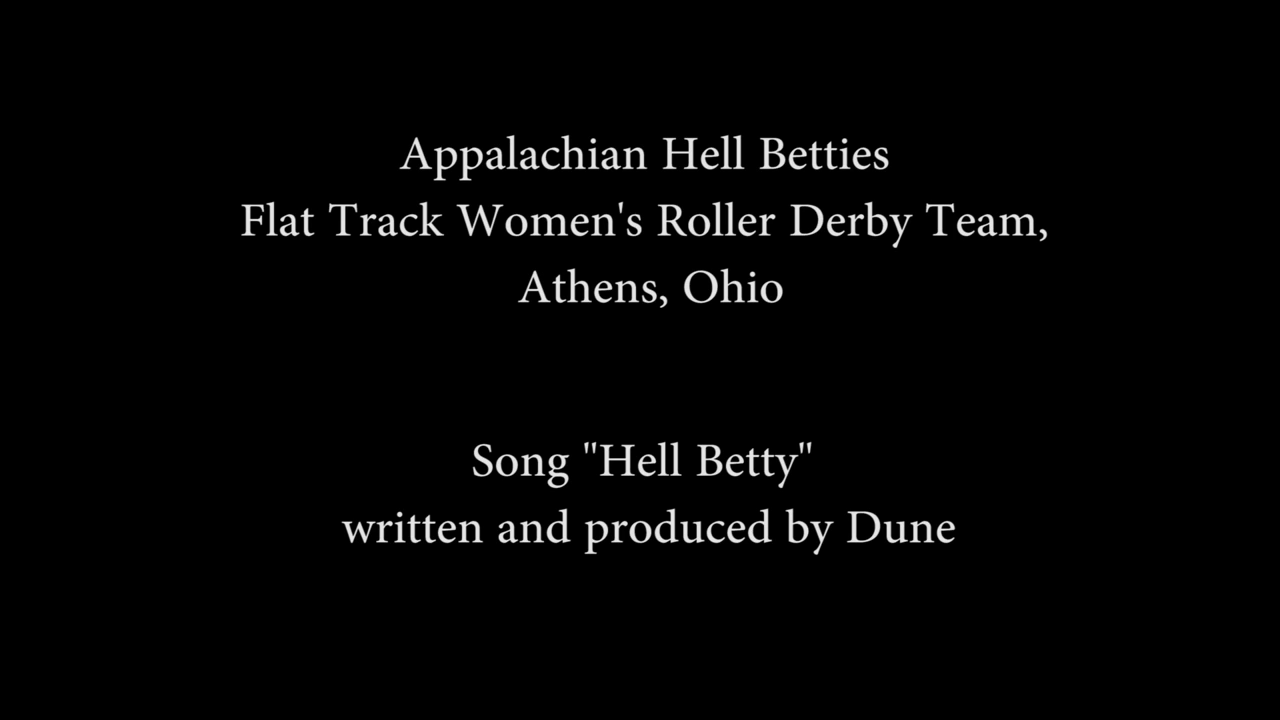 Appalachian Hell Betties
Flat Track Women's Roller Derby Team,
Athens, Ohio
Song "Hell Betty"
written and produced by Dune